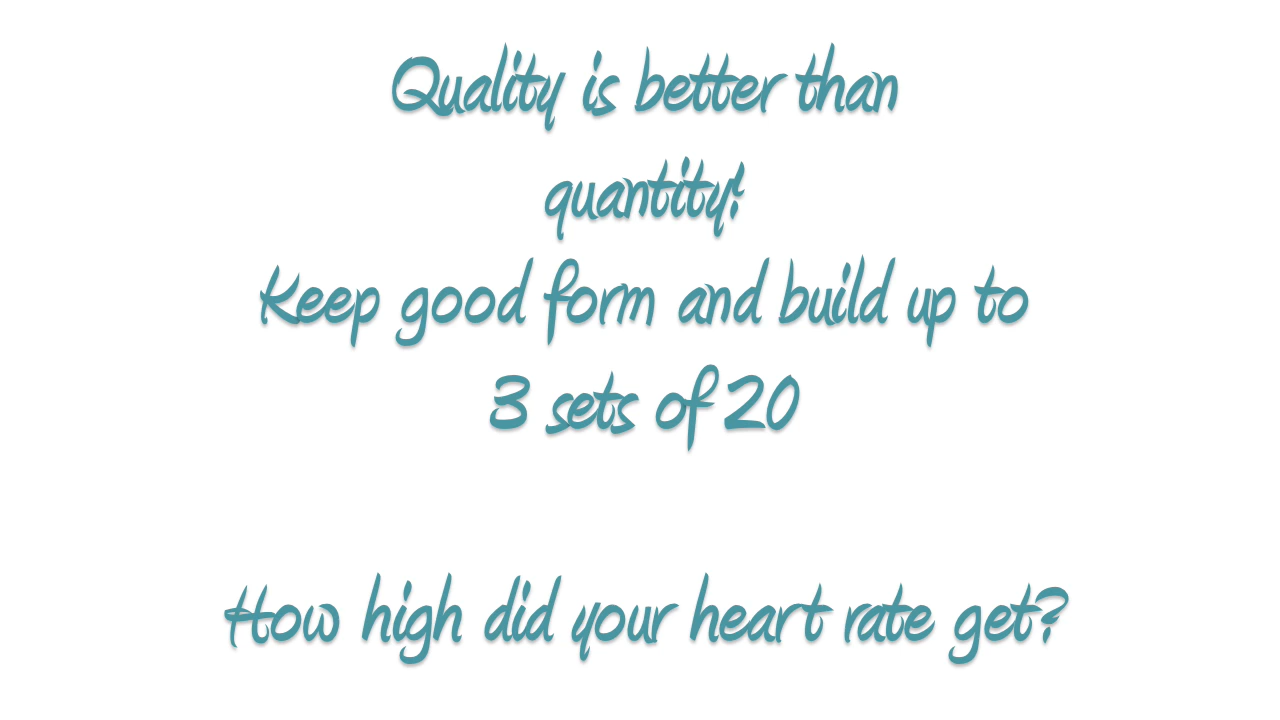 Quality is better than
quantity!
Keep good form and build up to
3 sets of 20
How high did your heart rate get?